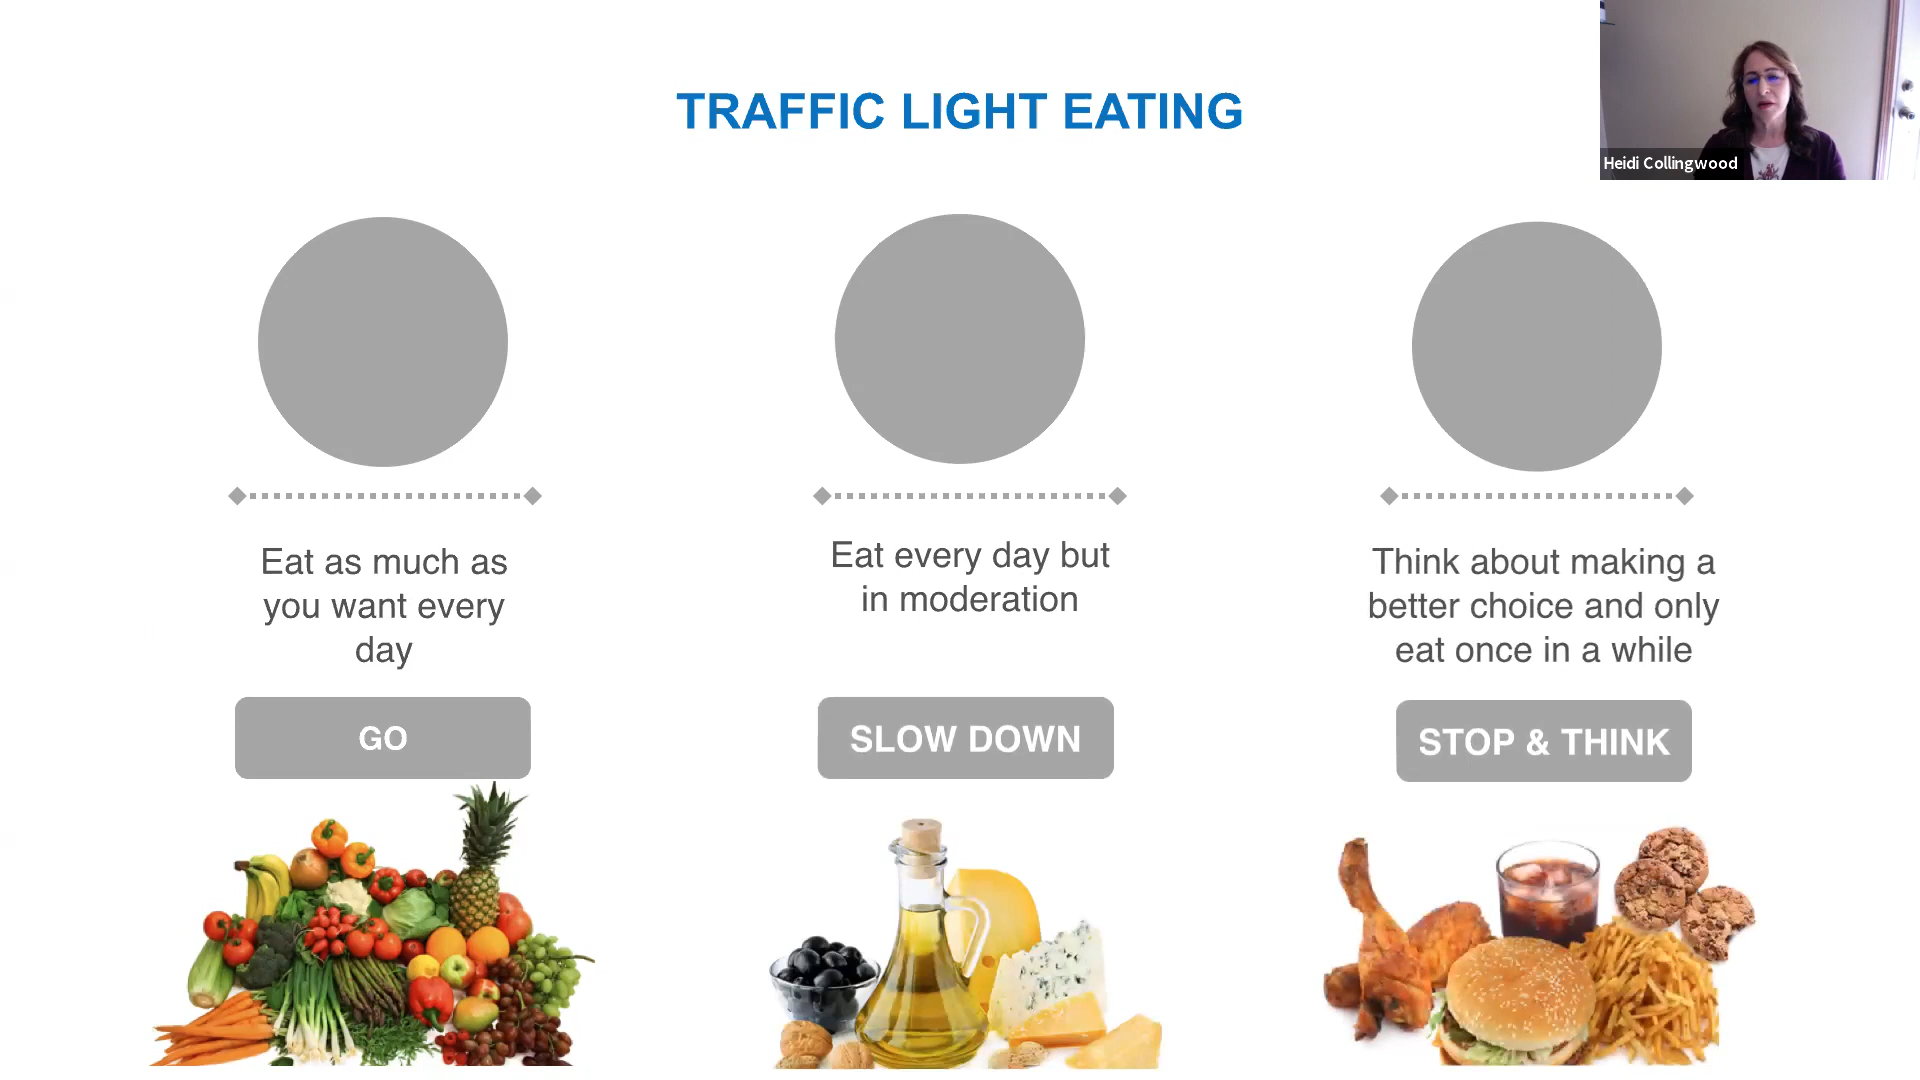 TRAFFIC LIGHT EATING
Heidi Collingwood
Eat as much as
you want every
day
GO
Eat every day but
in moderation
SLOW DOWN
Think about making a
better choice and only
eat once in a while
STOP & THINK